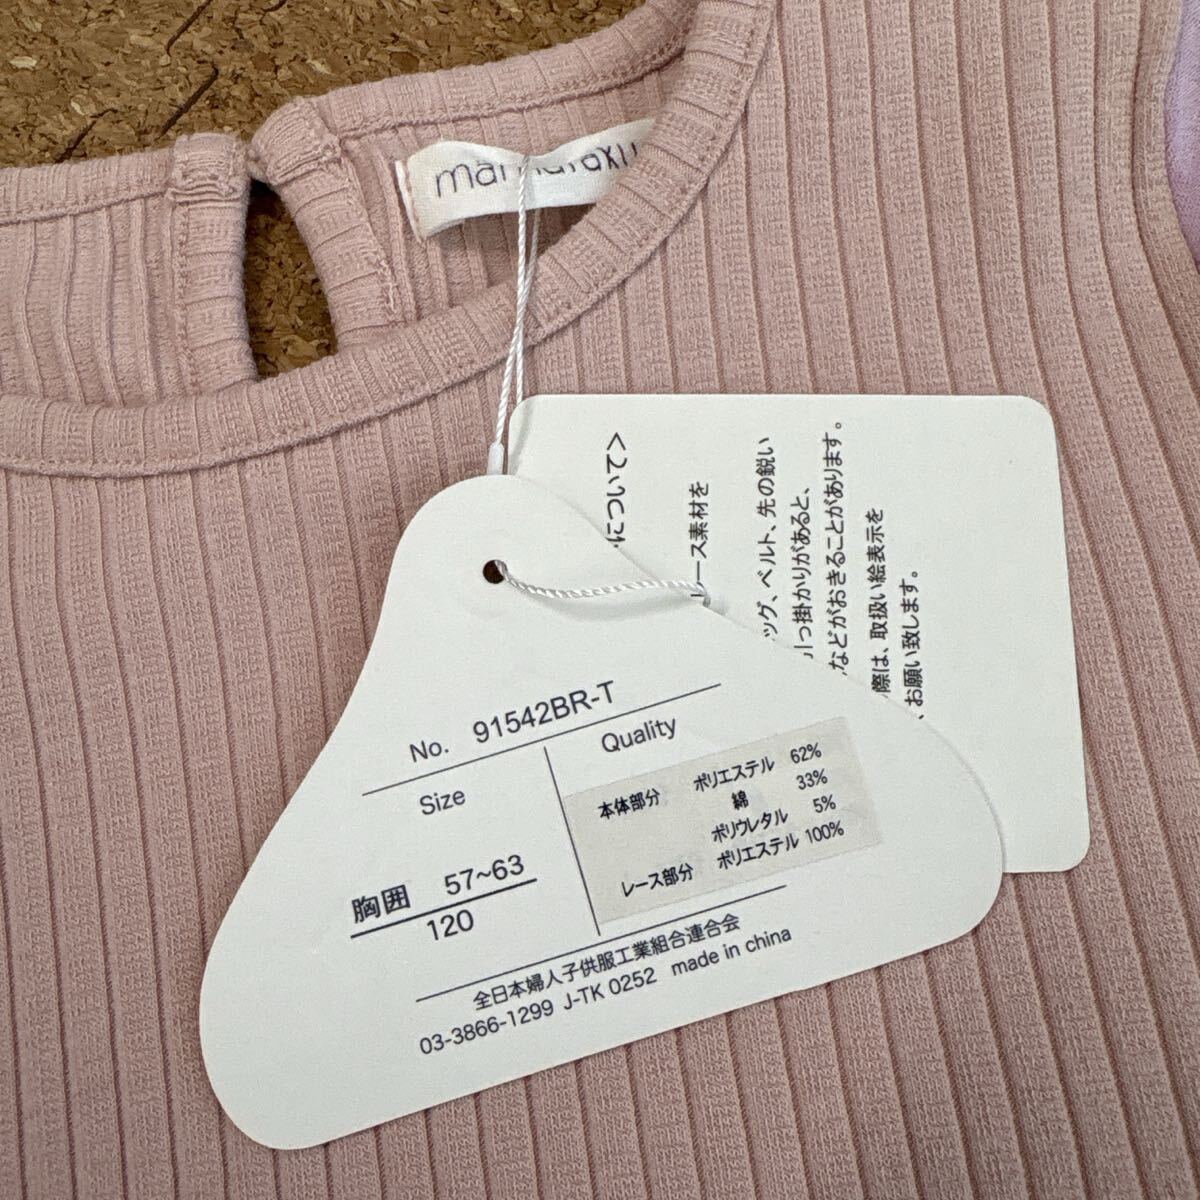 No. 91542BR-T
Size
Quality
胸囲 57~63
120
本体部分 ポリエステル 62%
綿 33%
ポリウレタル 5%
レース部分 ポリエステル 100%
全日本婦人子供服工業組合連合会
03-3866-1299 J-TK 0252 made in china
ついて>
ース素材を
ッグ、ベルト、先の鋭い
引っ掛かりがあると、
などがおきることがあります。
際は、取扱い絵表示を
お願い致します。